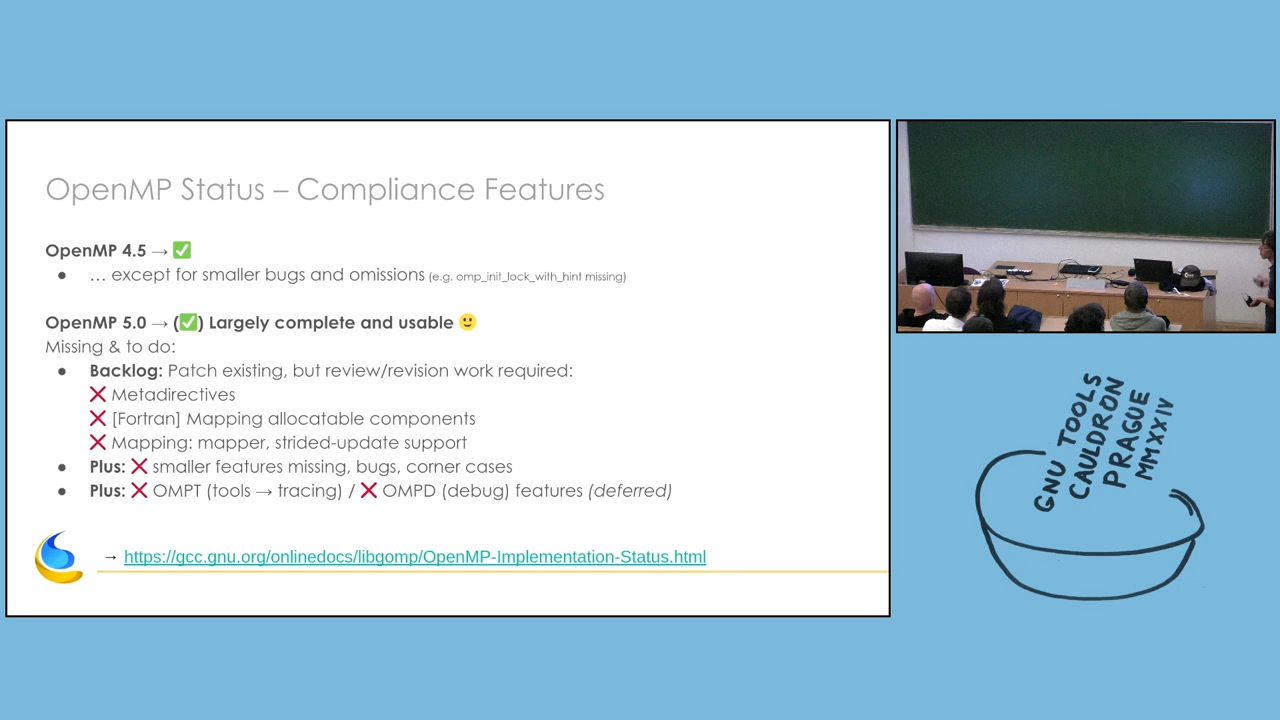 OpenMP Status – Compliance Features
OpenMP 4.5 → ✅
● … except for smaller bugs and omissions (e.g. omp_init_lock_with_hint missing)
OpenMP 5.0 → (✅) Largely complete and usable 🙂
Missing & to do:
● Backlog: Patch existing, but review/revision work required:
❌ Metadirectives
❌ [Fortran] Mapping allocatable components
❌ Mapping: mapper, strided-update support
● Plus: ❌ smaller features missing, bugs, corner cases
● Plus: ❌ OMPT (tools → tracing) / ❌ OMPD (debug) features (deferred)
→ https://gcc.gnu.org/onlinedocs/libgomp/OpenMP-Implementation-Status.html
GNU TOOLS
CAULDRON
PRAGUE
MMXXIV